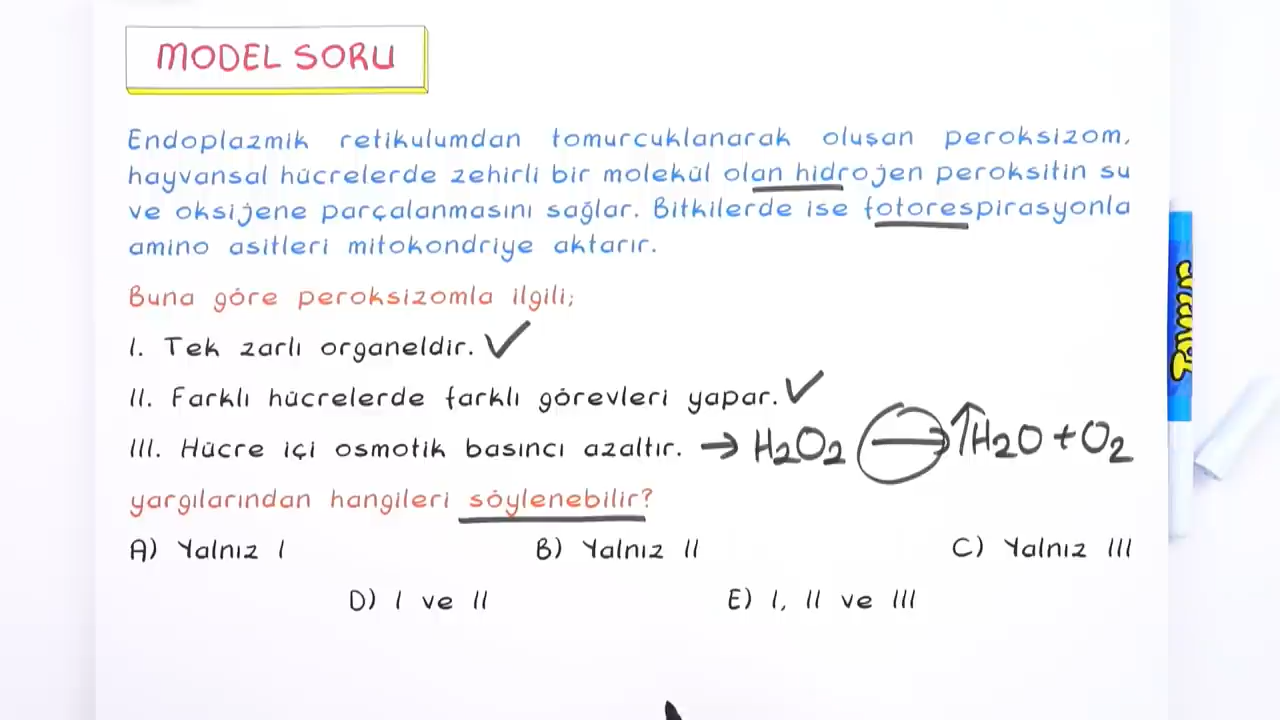 MODEL SORU
Endoplazmik retikulumdan tomurcuklanarak oluşan peroksizom,
hayvansal hücrelerde zehirli bir molekül olan hidrojen peroksitin su
ve oksijene parçalanmasını sağlar. Bitkilerde ise fotorespirasyonla
amino asitleri mitokondriye aktarır.
Buna göre peroksizomla ilgili;
I. Tek zarlı organeldir. ✓
II. Farklı hücrelerde farklı görevleri yapar. ✓
III. Hücre içi osmotik basıncı azaltır. → H2O2 → ↑H2O + O2
yargılarından hangileri söylenebilir?
A) Yalnız I B) Yalnız II C) Yalnız III
D) I ve II E) I, II ve III